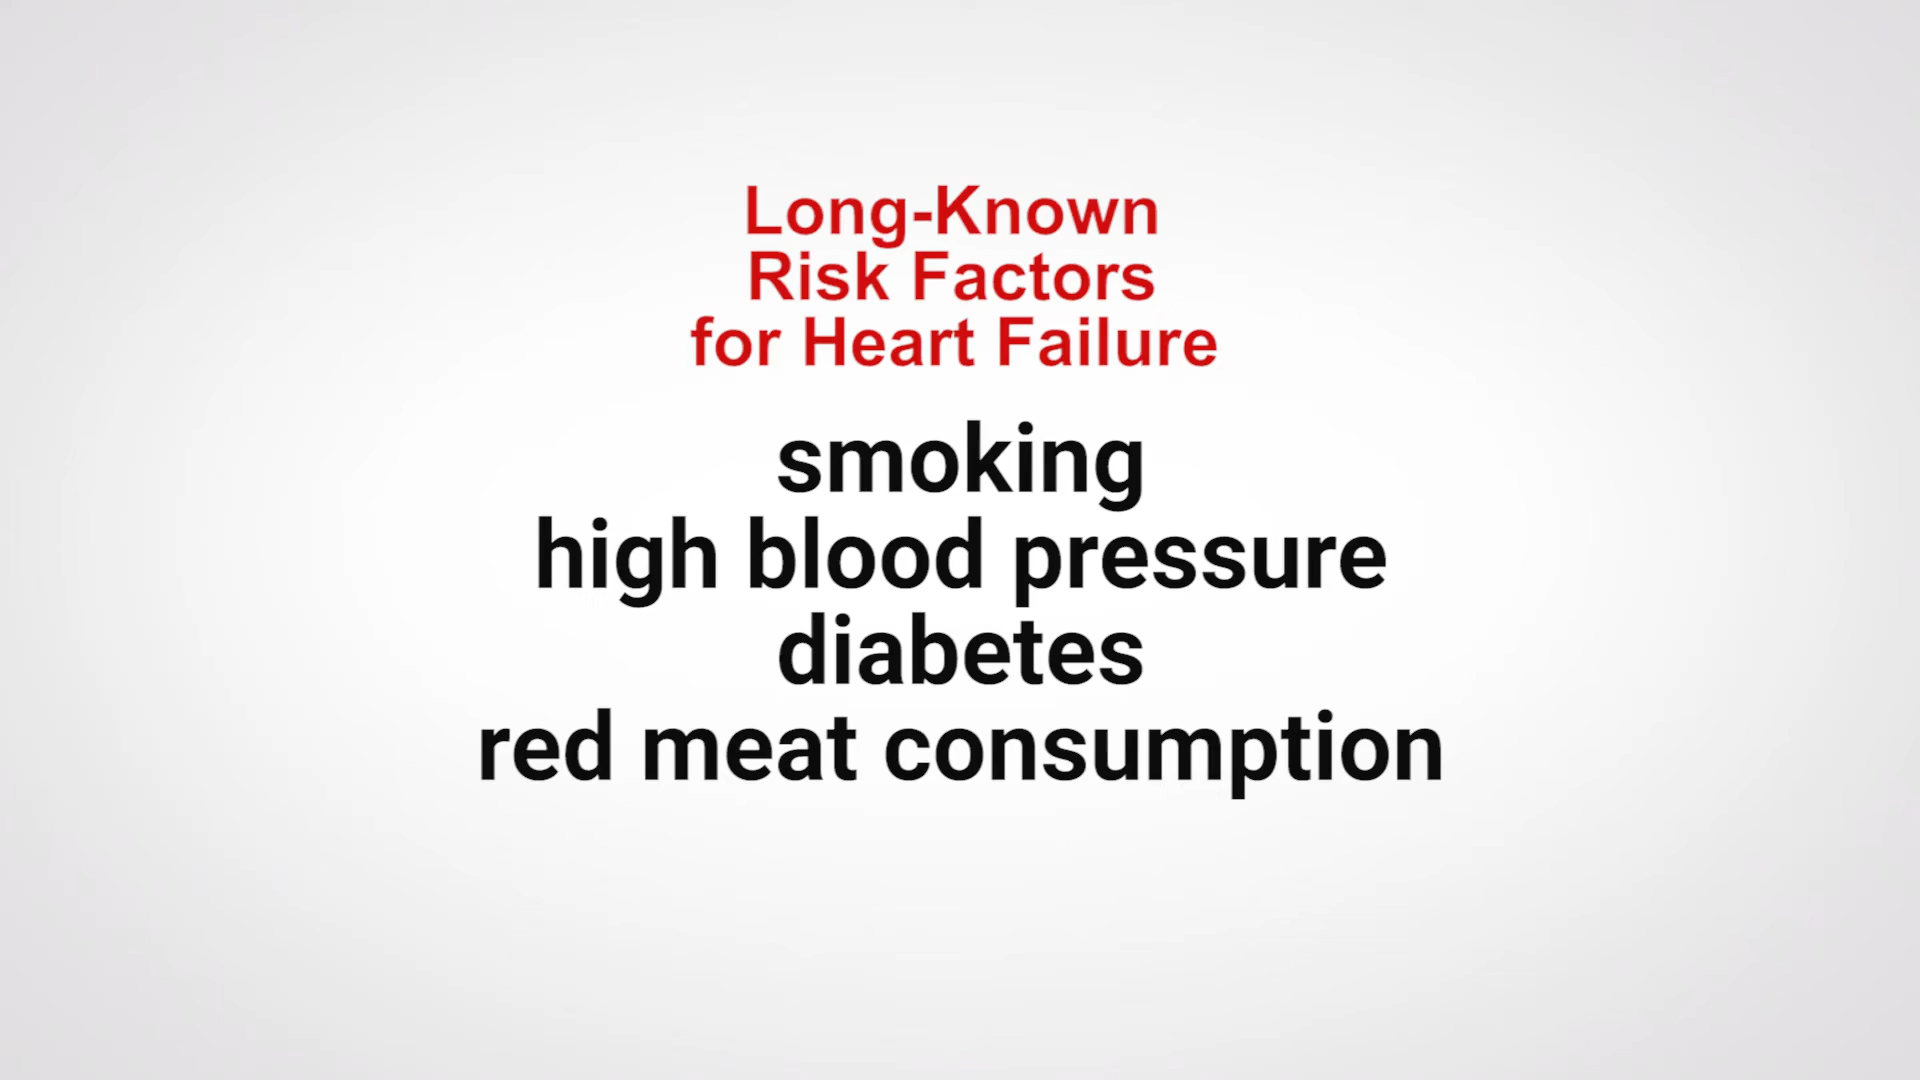 Long-Known
Risk Factors
for Heart Failure
smoking
high blood pressure
diabetes
red meat consumption